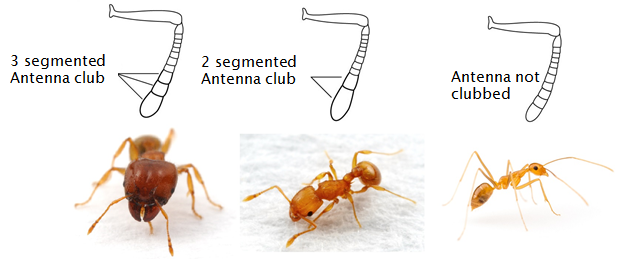 3 segmented
Antenna club
2 segmented
Antenna club
Antenna not
clubbed